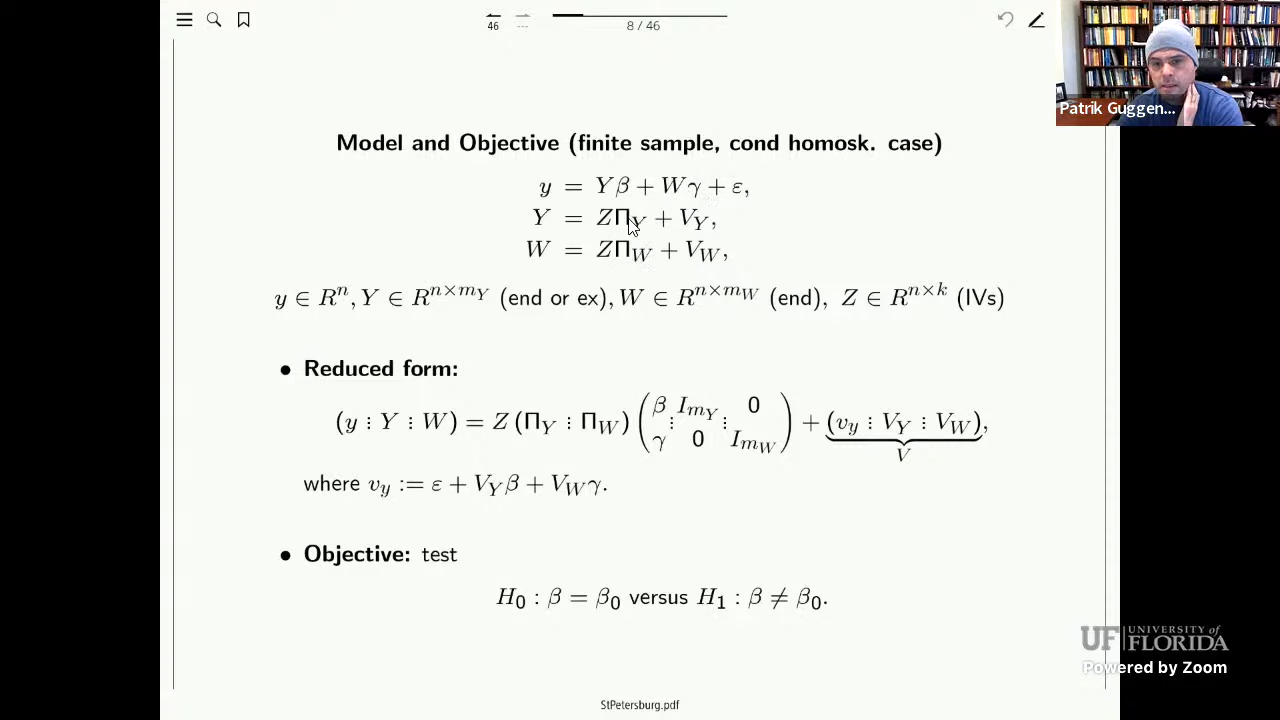 46
---
8 / 46
Patrik Guggen...
Model and Objective (finite sample, cond homosk. case)
y = Yβ + Wγ + ε,
Y = ZΠ_Y + V_Y,
W = ZΠ_W + V_W,
y ∈ R^n, Y ∈ R^{n×m_Y} (end or ex), W ∈ R^{n×m_W} (end), Z ∈ R^{n×k} (IVs)
• Reduced form:
(y ⋮ Y ⋮ W) = Z (Π_Y ⋮ Π_W) (β ⋮ I_{m_Y} ⋮ 0
γ 0 I_{m_W}) + (v_y ⋮ V_Y ⋮ V_W),
V
where v_y := ε + V_Yβ + V_Wγ.
• Objective: test
H_0 : β = β_0 versus H_1 : β ≠ β_0.
UF UNIVERSITY of FLORIDA
Powered by Zoom
StPetersburg.pdf